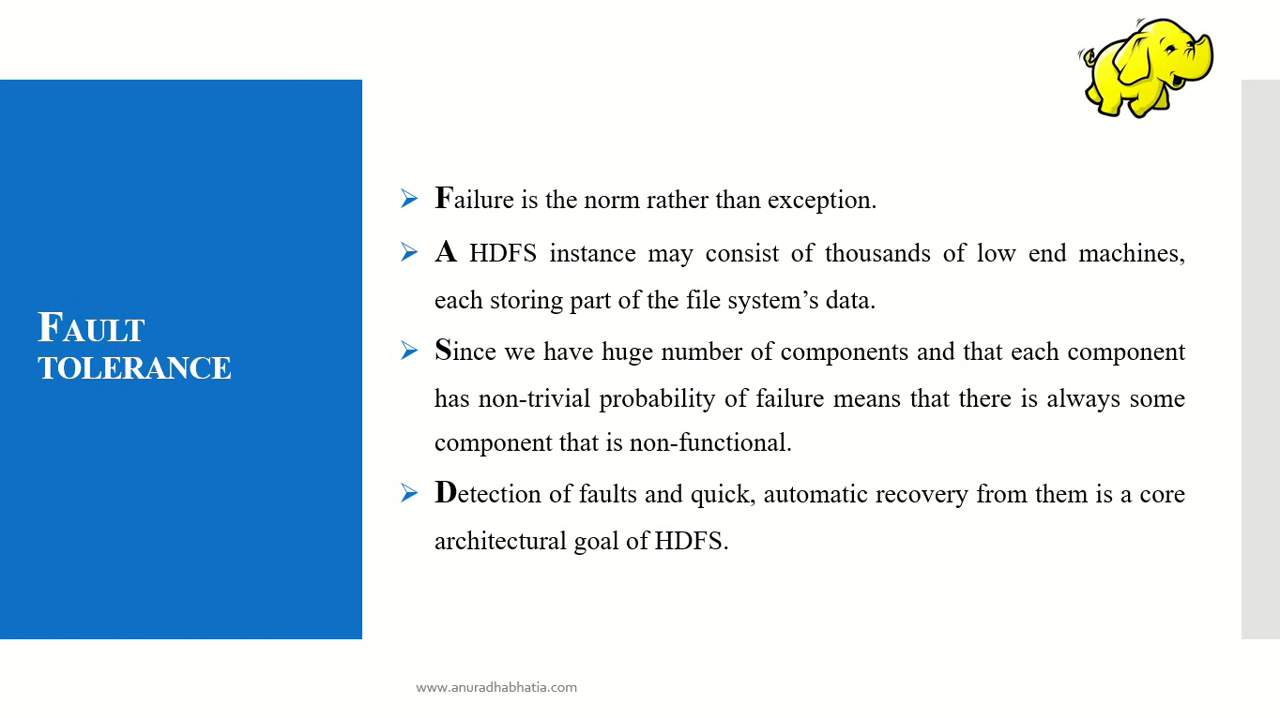 FAULT
TOLERANCE
Failure is the norm rather than exception.
A HDFS instance may consist of thousands of low end machines,
each storing part of the file system’s data.
Since we have huge number of components and that each component
has non-trivial probability of failure means that there is always some
component that is non-functional.
Detection of faults and quick, automatic recovery from them is a core
architectural goal of HDFS.
www.anuradhabhatia.com